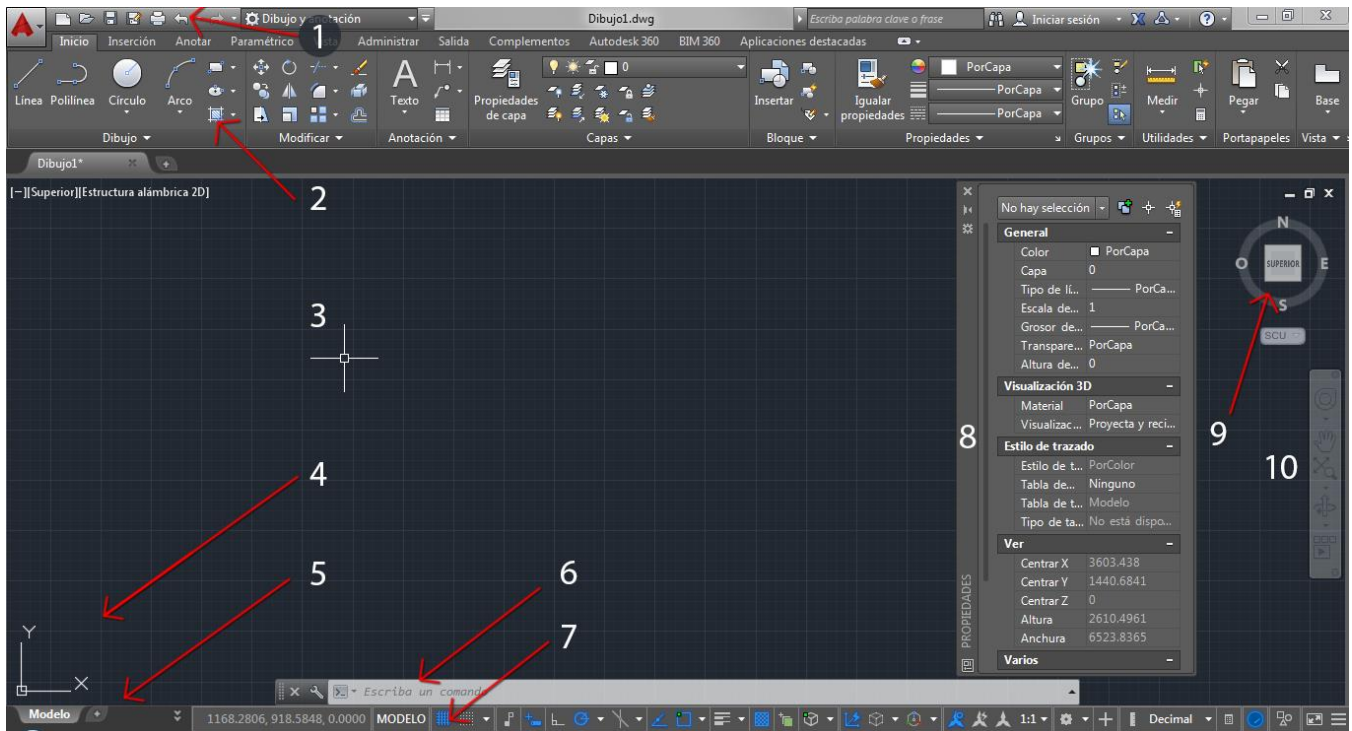 Dibujo y anotación
Dibujo1.dwg
Escriba palabra clave o frase
Iniciar sesión
1
Inicio Inserción Anotar Paramétrico Administrar Salida Complementos Autodesk 360 BIM 360 Aplicaciones destacadas
0
PorCapa
PorCapa
PorCapa
Línea Polilínea Círculo Arco
Texto
Propiedades de capa
Insertar
Igualar propiedades
Grupo
Medir
Pegar
Base
Dibujo Modificar Anotación Capas Bloque Propiedades Grupos Utilidades Portapapeles Vista
Dibujo1*
[−][Superior][Estructura alámbrica 2D]
2
3
4
5
6
7
8
9
10
No hay selección
General
Color PorCapa
Capa 0
Tipo de lí... PorCa...
Escala de... 1
Grosor de... PorCa...
Transpare... PorCapa
Altura de... 0
Visualización 3D
Material PorCapa
Visualizac... Proyecta y reci...
Estilo de trazado
Estilo de t... PorColor
Tabla de... Ninguno
Tabla de t... Modelo
Tipo de ta... No está dispo...
Ver
Centrar X 3603.438
Centrar Y 1440.6841
Centrar Z 0
Altura 2610.4961
Anchura 6523.8365
Varios
PROPIEDADES
N
O SUPERIOR E
S
SCU
Y
X
Escriba un comando
Modelo
1168.2806, 918.5848, 0.0000 MODELO
1:1
Decimal